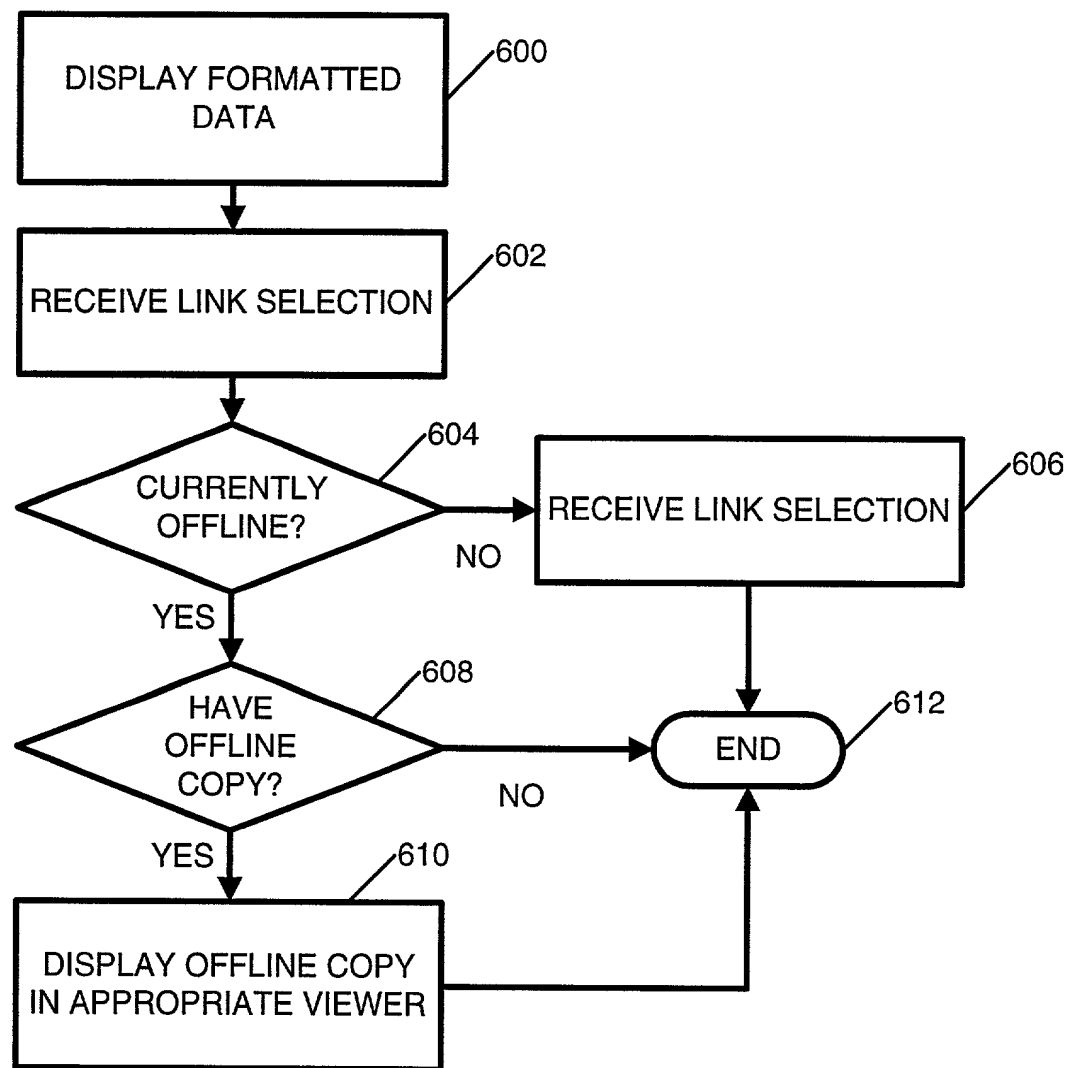 DISPLAY FORMATTED
DATA
600
RECEIVE LINK SELECTION
602
CURRENTLY
OFFLINE?
604
NO
YES
RECEIVE LINK SELECTION
606
HAVE
OFFLINE
COPY?
608
NO
YES
END
612
DISPLAY OFFLINE COPY
IN APPROPRIATE VIEWER
610